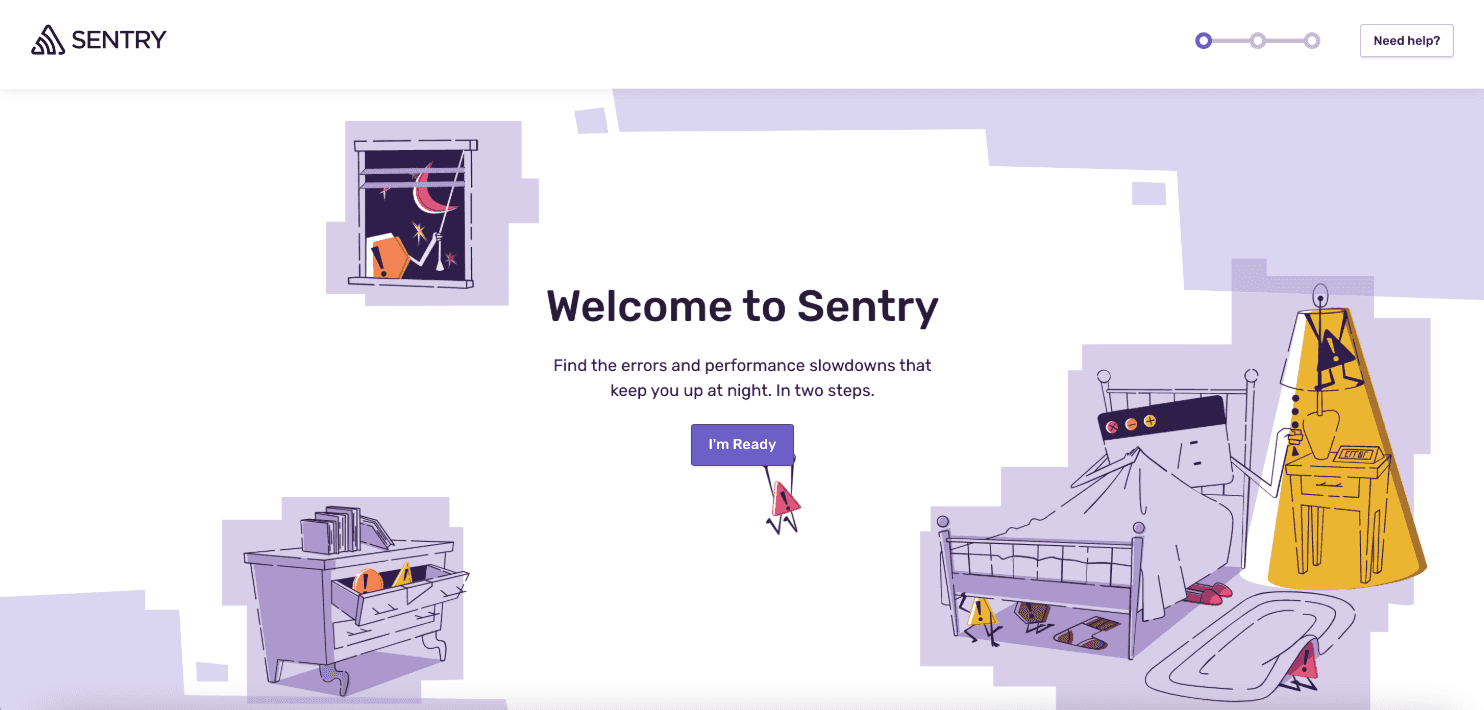 SENTRY
Need help?
Welcome to Sentry
Find the errors and performance slowdowns that
keep you up at night. In two steps.
I'm Ready
ERROR